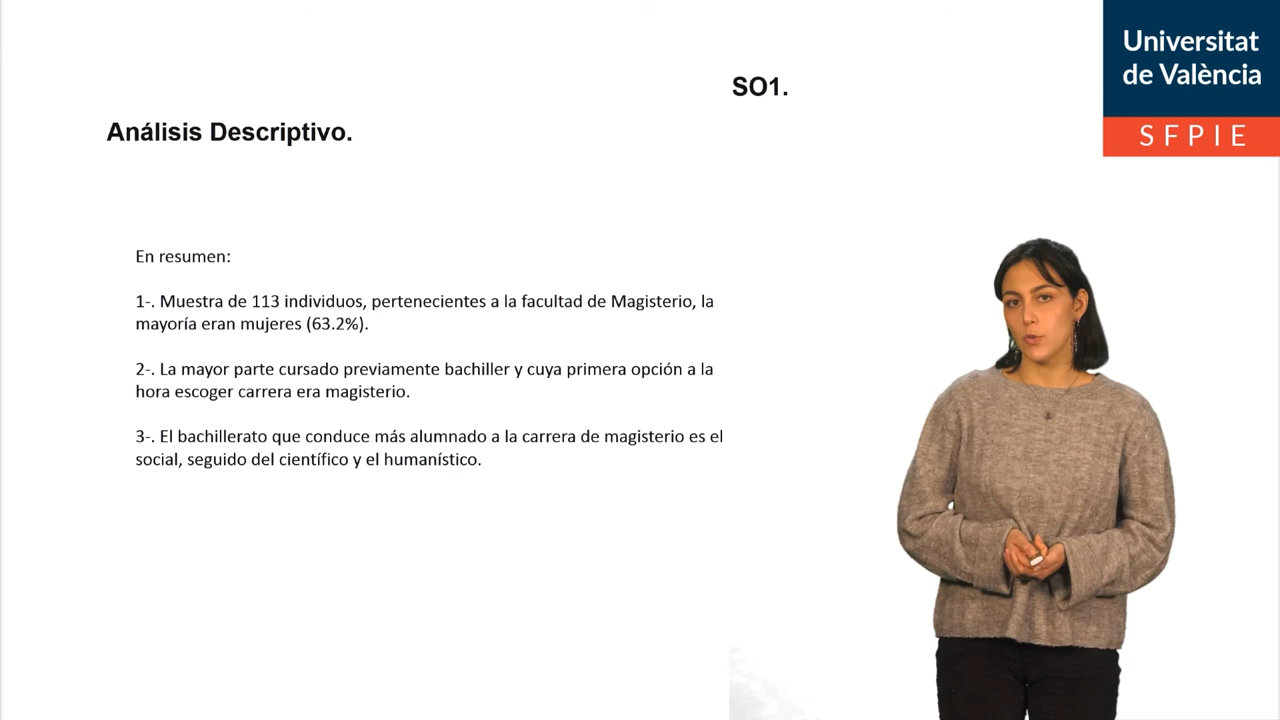 Universitat
de València
SFPIE
SO1.
Análisis Descriptivo.
En resumen:
1-. Muestra de 113 individuos, pertenecientes a la facultad de Magisterio, la
mayoría eran mujeres (63.2%).
2-. La mayor parte cursado previamente bachiller y cuya primera opción a la
hora escoger carrera era magisterio.
3-. El bachillerato que conduce más alumnado a la carrera de magisterio es el
social, seguido del científico y el humanístico.